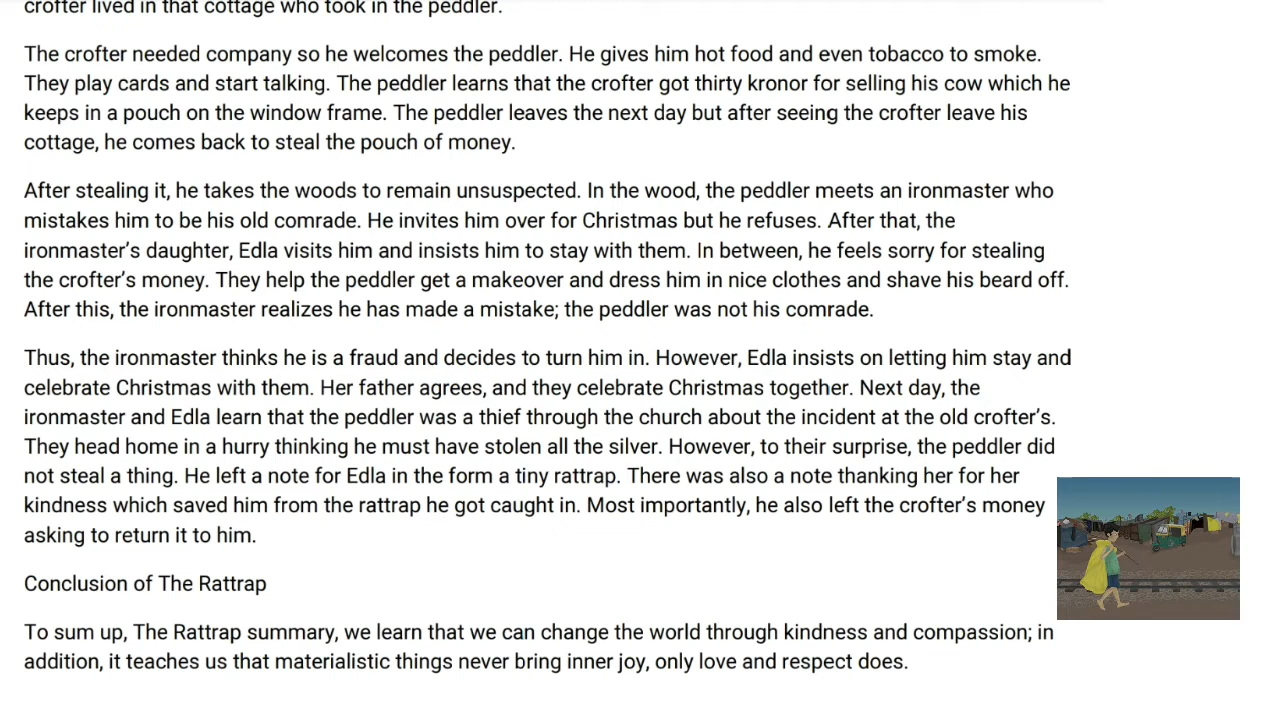 crofter lived in that cottage who took in the peddler.
The crofter needed company so he welcomes the peddler. He gives him hot food and even tobacco to smoke.
They play cards and start talking. The peddler learns that the crofter got thirty kronor for selling his cow which he
keeps in a pouch on the window frame. The peddler leaves the next day but after seeing the crofter leave his
cottage, he comes back to steal the pouch of money.
After stealing it, he takes the woods to remain unsuspected. In the wood, the peddler meets an ironmaster who
mistakes him to be his old comrade. He invites him over for Christmas but he refuses. After that, the
ironmaster’s daughter, Edla visits him and insists him to stay with them. In between, he feels sorry for stealing
the crofter’s money. They help the peddler get a makeover and dress him in nice clothes and shave his beard off.
After this, the ironmaster realizes he has made a mistake; the peddler was not his comrade.
Thus, the ironmaster thinks he is a fraud and decides to turn him in. However, Edla insists on letting him stay and
celebrate Christmas with them. Her father agrees, and they celebrate Christmas together. Next day, the
ironmaster and Edla learn that the peddler was a thief through the church about the incident at the old crofter’s.
They head home in a hurry thinking he must have stolen all the silver. However, to their surprise, the peddler did
not steal a thing. He left a note for Edla in the form a tiny rattrap. There was also a note thanking her for her
kindness which saved him from the rattrap he got caught in. Most importantly, he also left the crofter’s money
asking to return it to him.
Conclusion of The Rattrap
To sum up, The Rattrap summary, we learn that we can change the world through kindness and compassion; in
addition, it teaches us that materialistic things never bring inner joy, only love and respect does.